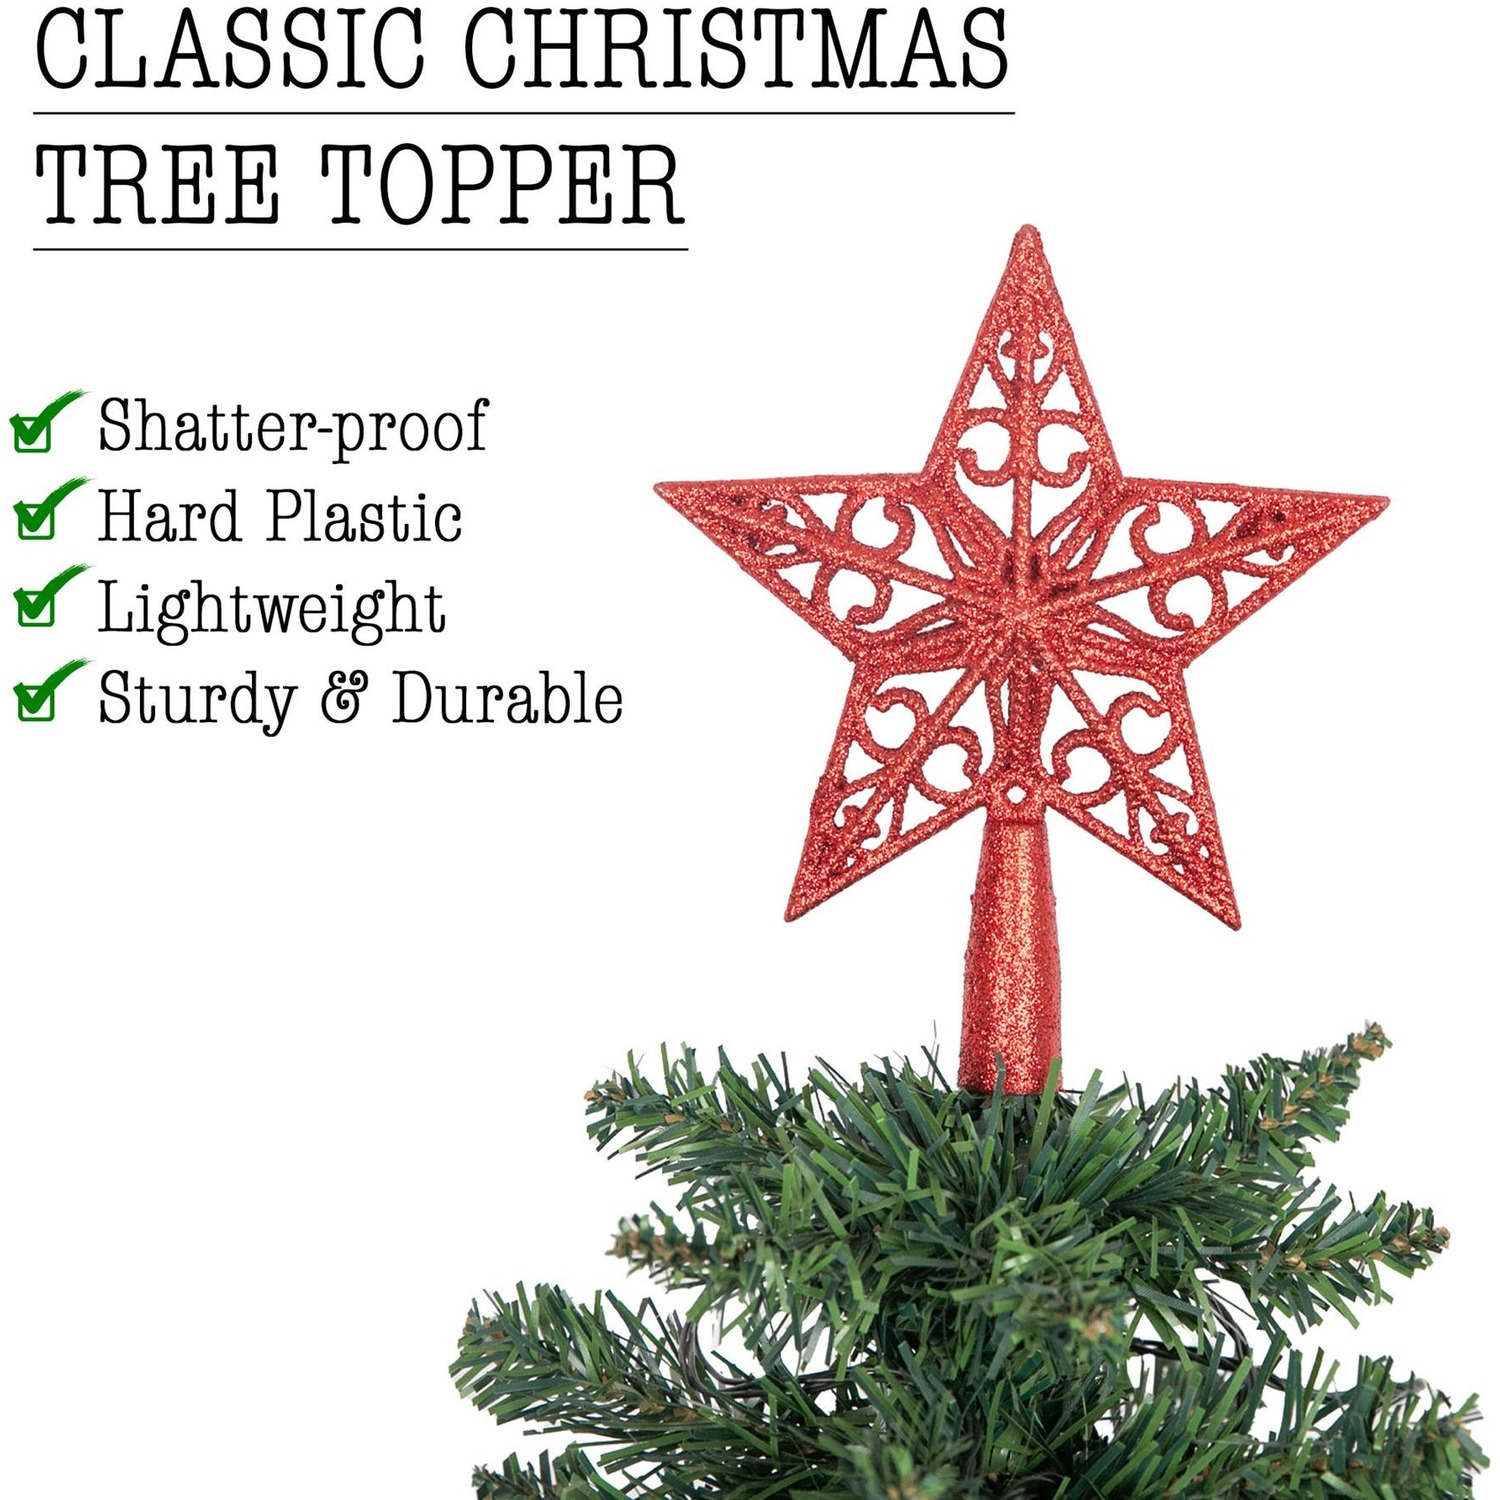 CLASSIC CHRISTMAS
TREE TOPPER
Shatter-proof
Hard Plastic
Lightweight
Sturdy & Durable